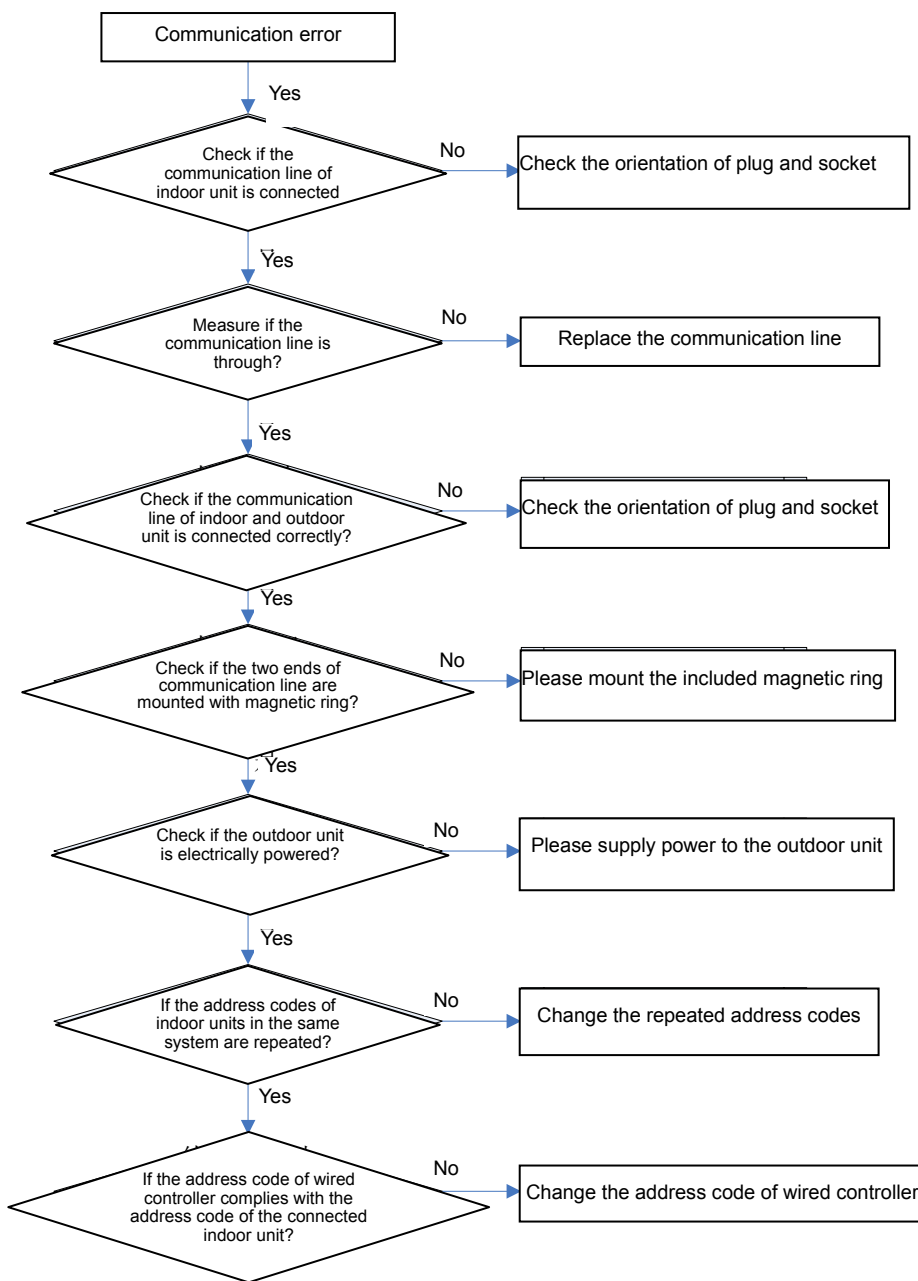 Communication error
Yes
Check if the
communication line of
indoor unit is connected
No
Check the orientation of plug and socket
Yes
Measure if the
communication line is
through?
No
Replace the communication line
Yes
Check if the communication
line of indoor and outdoor
unit is connected correctly?
No
Check the orientation of plug and socket
Yes
Check if the two ends of
communication line are
mounted with magnetic ring?
No
Please mount the included magnetic ring
Yes
Check if the outdoor unit
is electrically powered?
No
Please supply power to the outdoor unit
Yes
If the address codes of
indoor units in the same
system are repeated?
No
Change the repeated address codes
Yes
If the address code of wired
controller complies with the
address code of the connected
indoor unit?
No
Change the address code of wired controller